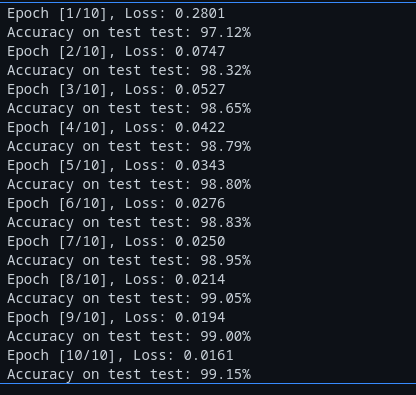 Epoch [1/10], Loss: 0.2801
Accuracy on test test: 97.12%
Epoch [2/10], Loss: 0.0747
Accuracy on test test: 98.32%
Epoch [3/10], Loss: 0.0527
Accuracy on test test: 98.65%
Epoch [4/10], Loss: 0.0422
Accuracy on test test: 98.79%
Epoch [5/10], Loss: 0.0343
Accuracy on test test: 98.80%
Epoch [6/10], Loss: 0.0276
Accuracy on test test: 98.83%
Epoch [7/10], Loss: 0.0250
Accuracy on test test: 98.95%
Epoch [8/10], Loss: 0.0214
Accuracy on test test: 99.05%
Epoch [9/10], Loss: 0.0194
Accuracy on test test: 99.00%
Epoch [10/10], Loss: 0.0161
Accuracy on test test: 99.15%